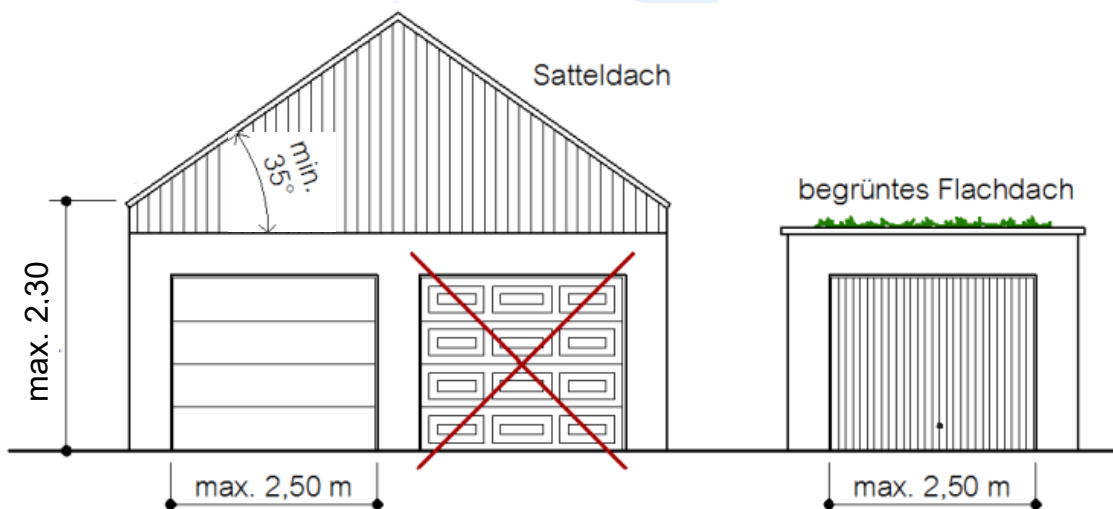 Satteldach
min.
35°
begrüntes Flachdach
max. 2,30
max. 2,50 m
max. 2,50 m